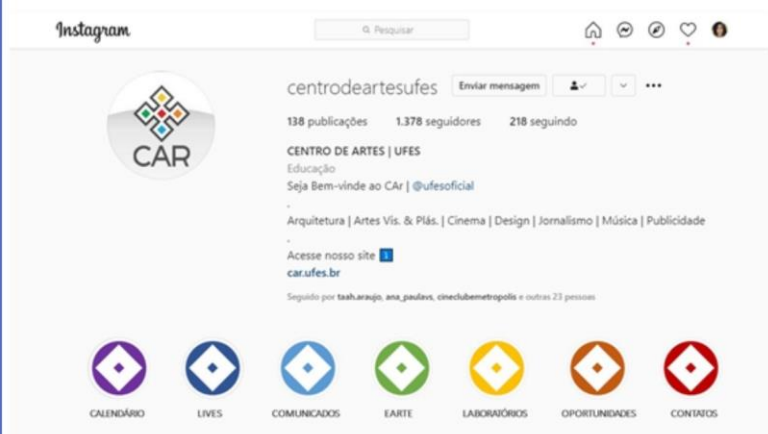 Instagram
Pesquisar
CAR
centrodeartesufes Enviar mensagem
138 publicações 1.378 seguidores 218 seguindo
CENTRO DE ARTES | UFES
Educação
Seja Bem-vinde ao CAr | @ufesoficial
.
Arquitetura | Artes Vis. & Plás. | Cinema | Design | Jornalismo | Música | Publicidade
.
Acesse nosso site
car.ufes.br
Seguido por taah.araujo, ana_paulavs, cineclubemetropolis e outras 23 pessoas
CALENDÁRIO LIVES COMUNICADOS EARTE LABORATÓRIOS OPORTUNIDADES CONTATOS